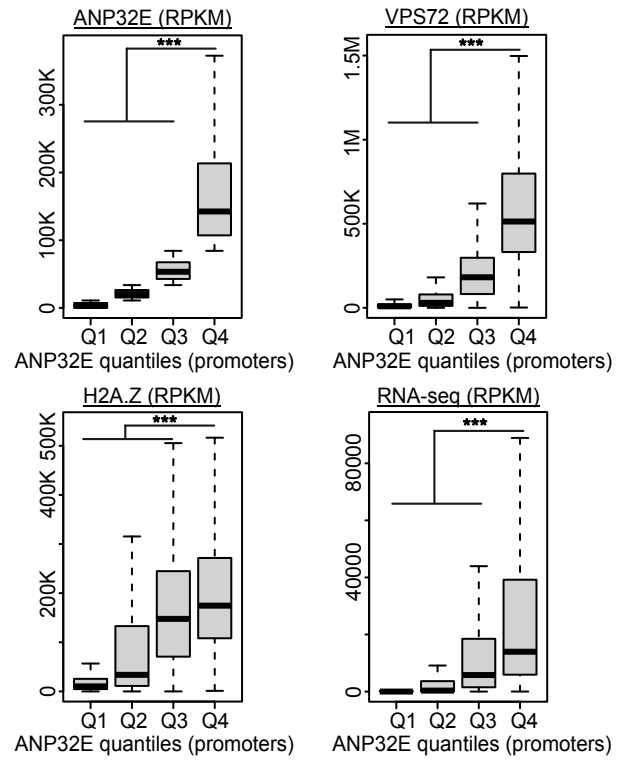 ANP32E (RPKM)
***
300K
200K
100K
0
Q1 Q2 Q3 Q4
ANP32E quantiles (promoters)
VPS72 (RPKM)
***
1.5M
1M
500K
0
Q1 Q2 Q3 Q4
ANP32E quantiles (promoters)
H2A.Z (RPKM)
***
500K
400K
200K
0
Q1 Q2 Q3 Q4
ANP32E quantiles (promoters)
RNA-seq (RPKM)
***
80000
40000
0
Q1 Q2 Q3 Q4
ANP32E quantiles (promoters)